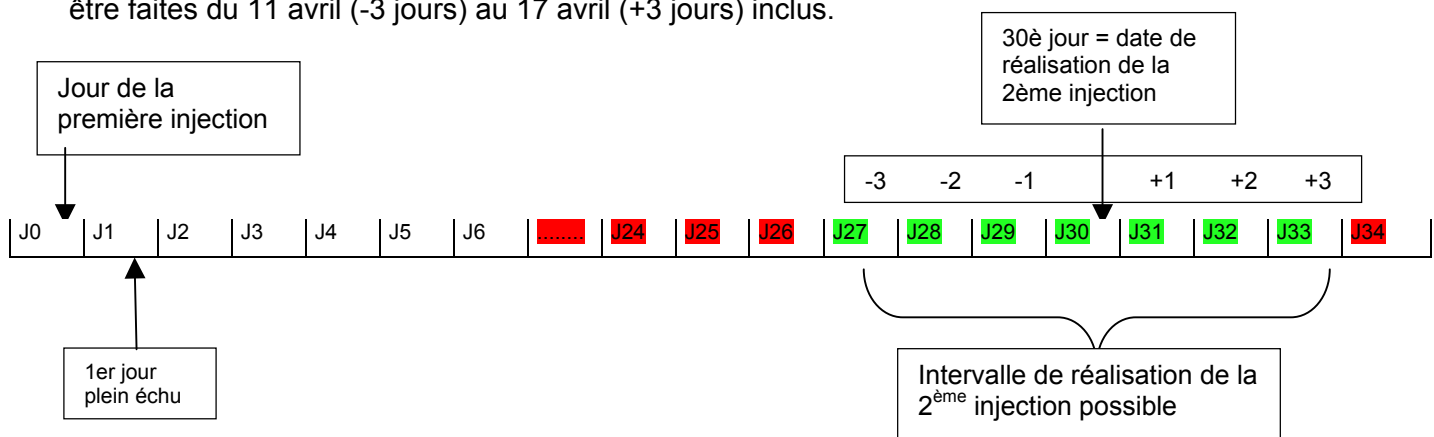 être faites du 11 avril (-3 jours) au 17 avril (+3 jours) inclus.
30è jour = date de
réalisation de la
2ème injection
Jour de la
première injection
-3 -2 -1 +1 +2 +3
J0 J1 J2 J3 J4 J5 J6 ........ J24 J25 J26 J27 J28 J29 J30 J31 J32 J33 J34
1er jour
plein échu
Intervalle de réalisation de la
2ème injection possible